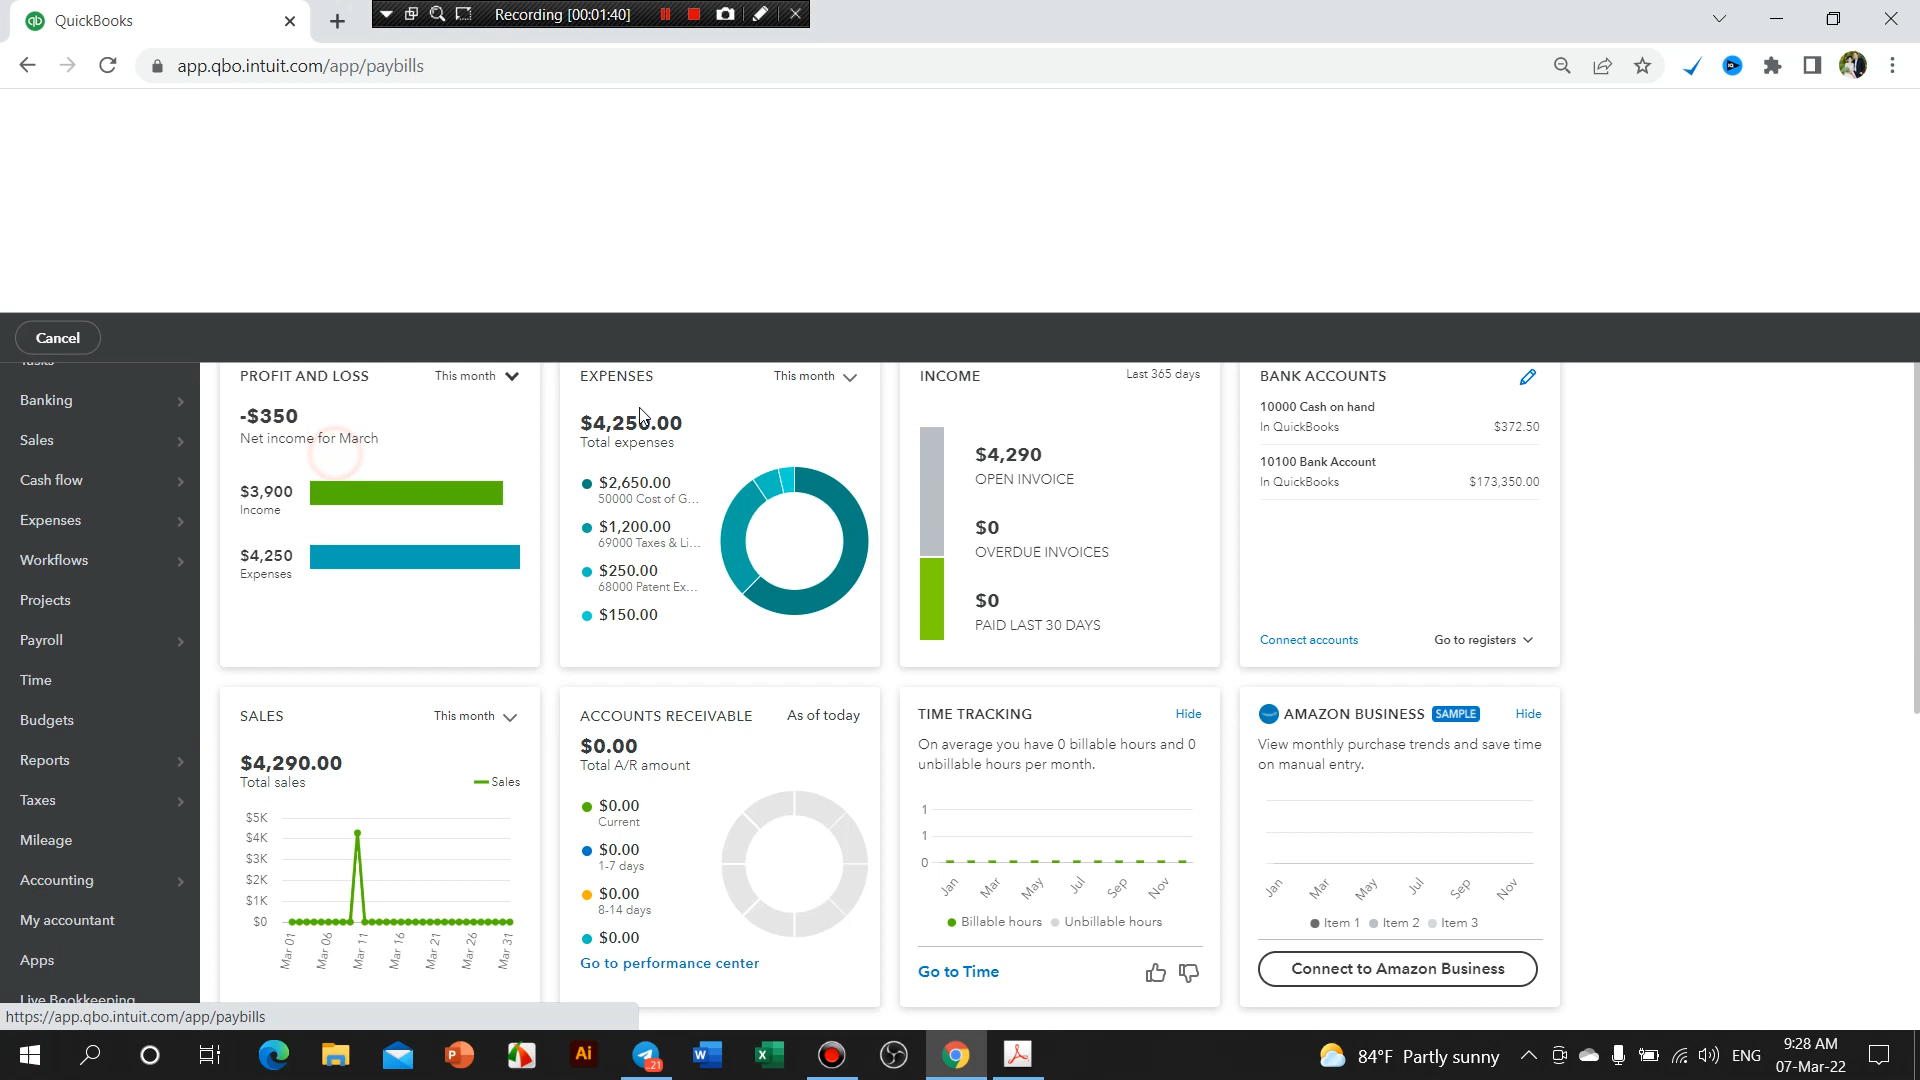 QuickBooks
Recording [00:01:40]
app.qbo.intuit.com/app/paybills
Cancel
Tasks
Banking
Sales
Cash flow
Expenses
Workflows
Projects
Payroll
Time
Budgets
Reports
Taxes
Mileage
Accounting
My accountant
Apps
Live Bookkeeping
PROFIT AND LOSS
This month
-$350
Net income for March
$3,900
Income
$4,250
Expenses
EXPENSES
This month
$4,250.00
Total expenses
$2,650.00
50000 Cost of G...
$1,200.00
69000 Taxes & Li...
$250.00
68000 Patent Ex...
$150.00
INCOME
Last 365 days
$4,290
OPEN INVOICE
$0
OVERDUE INVOICES
$0
PAID LAST 30 DAYS
BANK ACCOUNTS
10000 Cash on hand
In QuickBooks $372.50
10100 Bank Account
In QuickBooks $173,350.00
Connect accounts
Go to registers
SALES
This month
$4,290.00
Total sales
Sales
$5K
$4K
$3K
$2K
$1K
$0
Mar 01 Mar 06 Mar 11 Mar 16 Mar 21 Mar 26 Mar 31
ACCOUNTS RECEIVABLE
As of today
$0.00
Total A/R amount
$0.00
Current
$0.00
1-7 days
$0.00
8-14 days
$0.00
Go to performance center
TIME TRACKING
Hide
On average you have 0 billable hours and 0
unbillable hours per month.
1
1
0
Jan Mar May Jul Sep Nov
Billable hours Unbillable hours
Go to Time
AMAZON BUSINESS SAMPLE
Hide
View monthly purchase trends and save time
on manual entry.
Jan Mar May Jul Sep Nov
Item 1 Item 2 Item 3
Connect to Amazon Business
https://app.qbo.intuit.com/app/paybills
P
Ai
21
W
X
84°F Partly sunny
ENG
9:28 AM
07-Mar-22